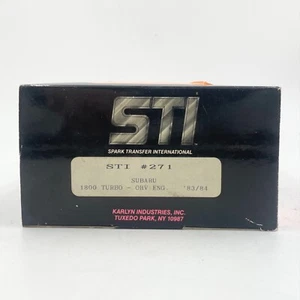 STI
SPARK TRANSFER INTERNATIONAL
STI #271
SUBARU
1800 TURBO - OHV-ENG. '83/84
KARLYN INDUSTRIES, INC.
TUXEDO PARK, NY 10987